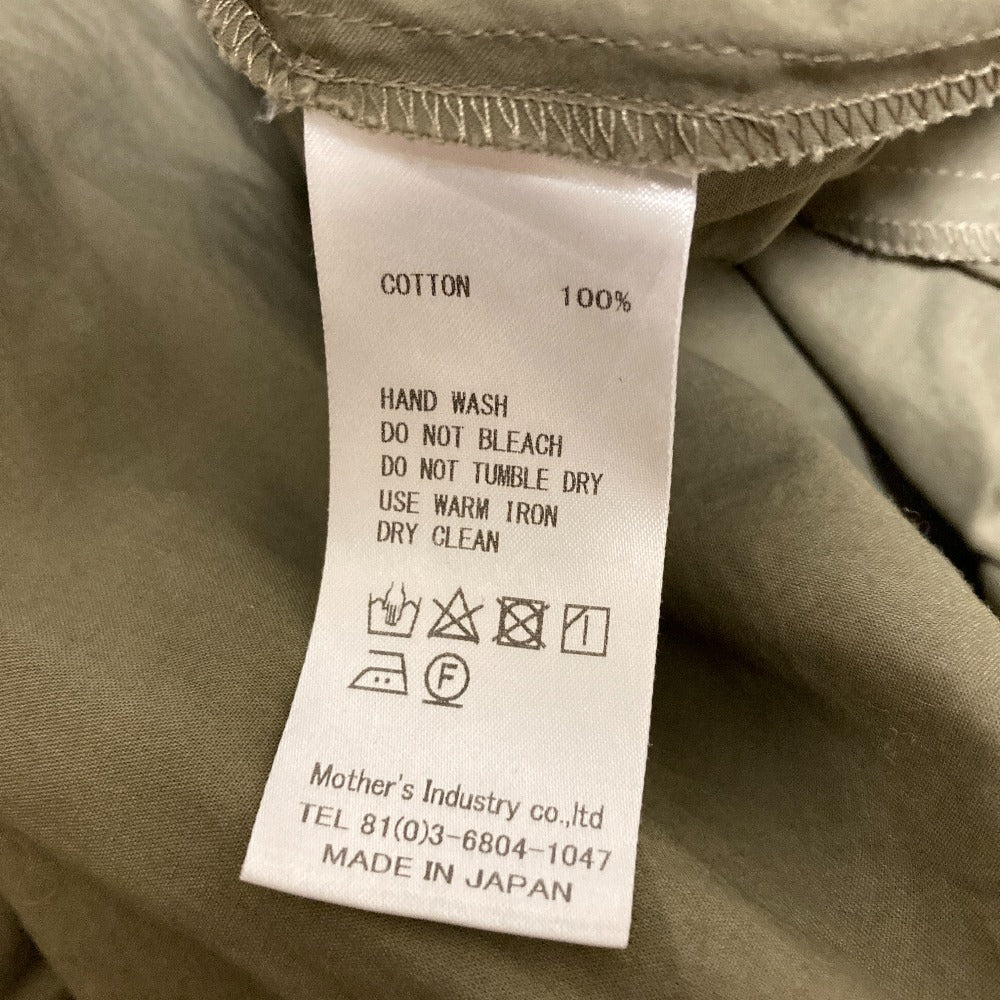 COTTON 100%
HAND WASH
DO NOT BLEACH
DO NOT TUMBLE DRY
USE WARM IRON
DRY CLEAN
F
Mother's Industry co.,ltd
TEL 81(0)3-6804-1047
MADE IN JAPAN